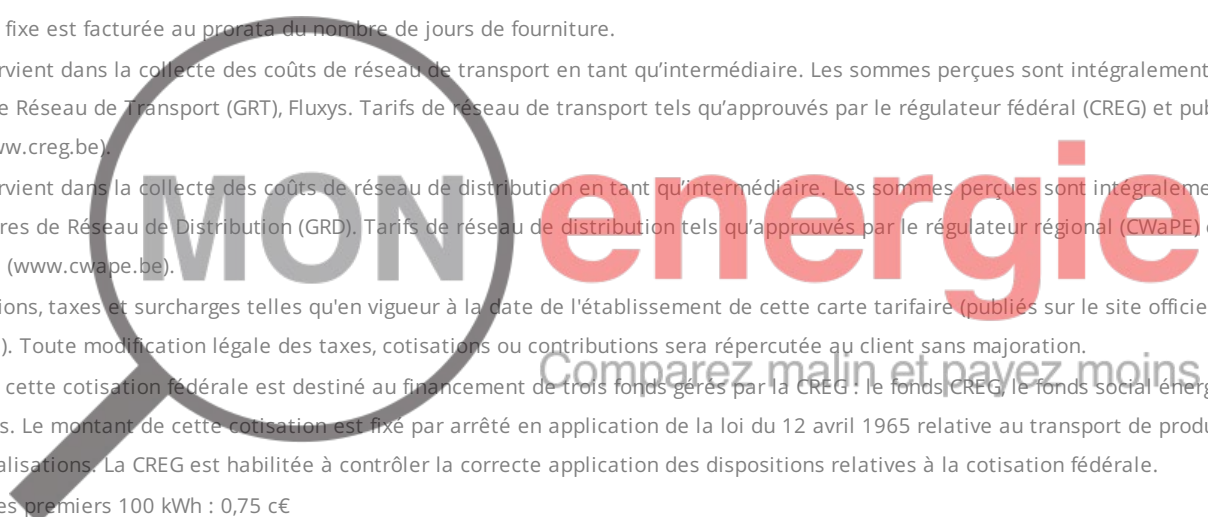 fixe est facturée au prorata du nombre de jours de fourniture.
rvient dans la collecte des coûts de réseau de transport en tant qu'intermédiaire. Les sommes perçues sont intégralement
e Réseau de Transport (GRT), Fluxys. Tarifs de réseau de transport tels qu'approuvés par le régulateur fédéral (CREG) et pub
ww.creg.be).
rvient dans la collecte des coûts de réseau de distribution en tant qu'intermédiaire. Les sommes perçues sont intégraleme
res de Réseau de Distribution (GRD). Tarifs de réseau de distribution tels qu'approuvés par le régulateur régional (CWaPE) e
(www.cwape.be).
MON energie
ions, taxes et surcharges telles qu'en vigueur à la date de l'établissement de cette carte tarifaire (publiés sur le site officie
). Toute modification légale des taxes, cotisations ou contributions sera répercutée au client sans majoration.
Comparez malin et payez moins
cette cotisation fédérale est destiné au financement de trois fonds gérés par la CREG : le fonds CREG, le fonds social énerg
s. Le montant de cette cotisation est fixé par arrêté en application de la loi du 12 avril 1965 relative au transport de produ
alisations. La CREG est habilitée à contrôler la correcte application des dispositions relatives à la cotisation fédérale.
es premiers 100 kWh : 0,75 c€